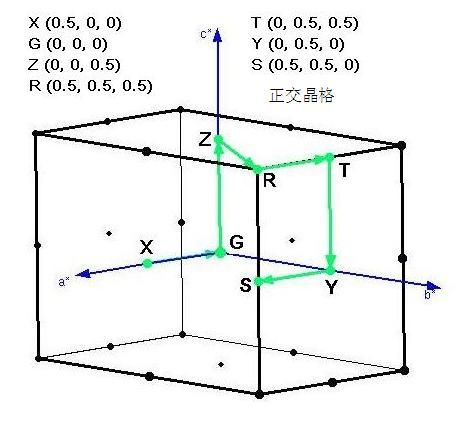 X (0.5, 0, 0)
G (0, 0, 0)
Z (0, 0, 0.5)
R (0.5, 0.5, 0.5)
T (0, 0.5, 0.5)
Y (0, 0.5, 0)
S (0.5, 0.5, 0)
正交晶格
c*
Z
R
T
X
G
S
Y
a*
b*